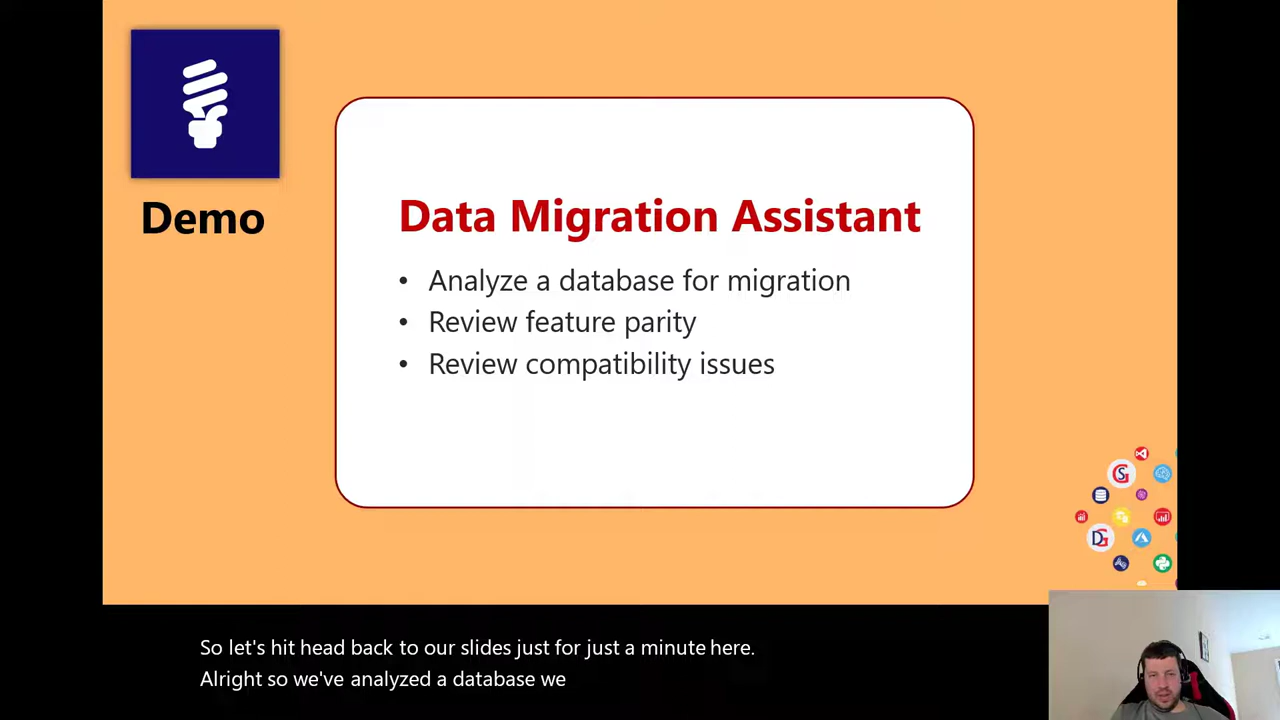 Demo
Data Migration Assistant
• Analyze a database for migration
• Review feature parity
• Review compatibility issues
So let's hit head back to our slides just for just a minute here.
Alright so we've analyzed a database we